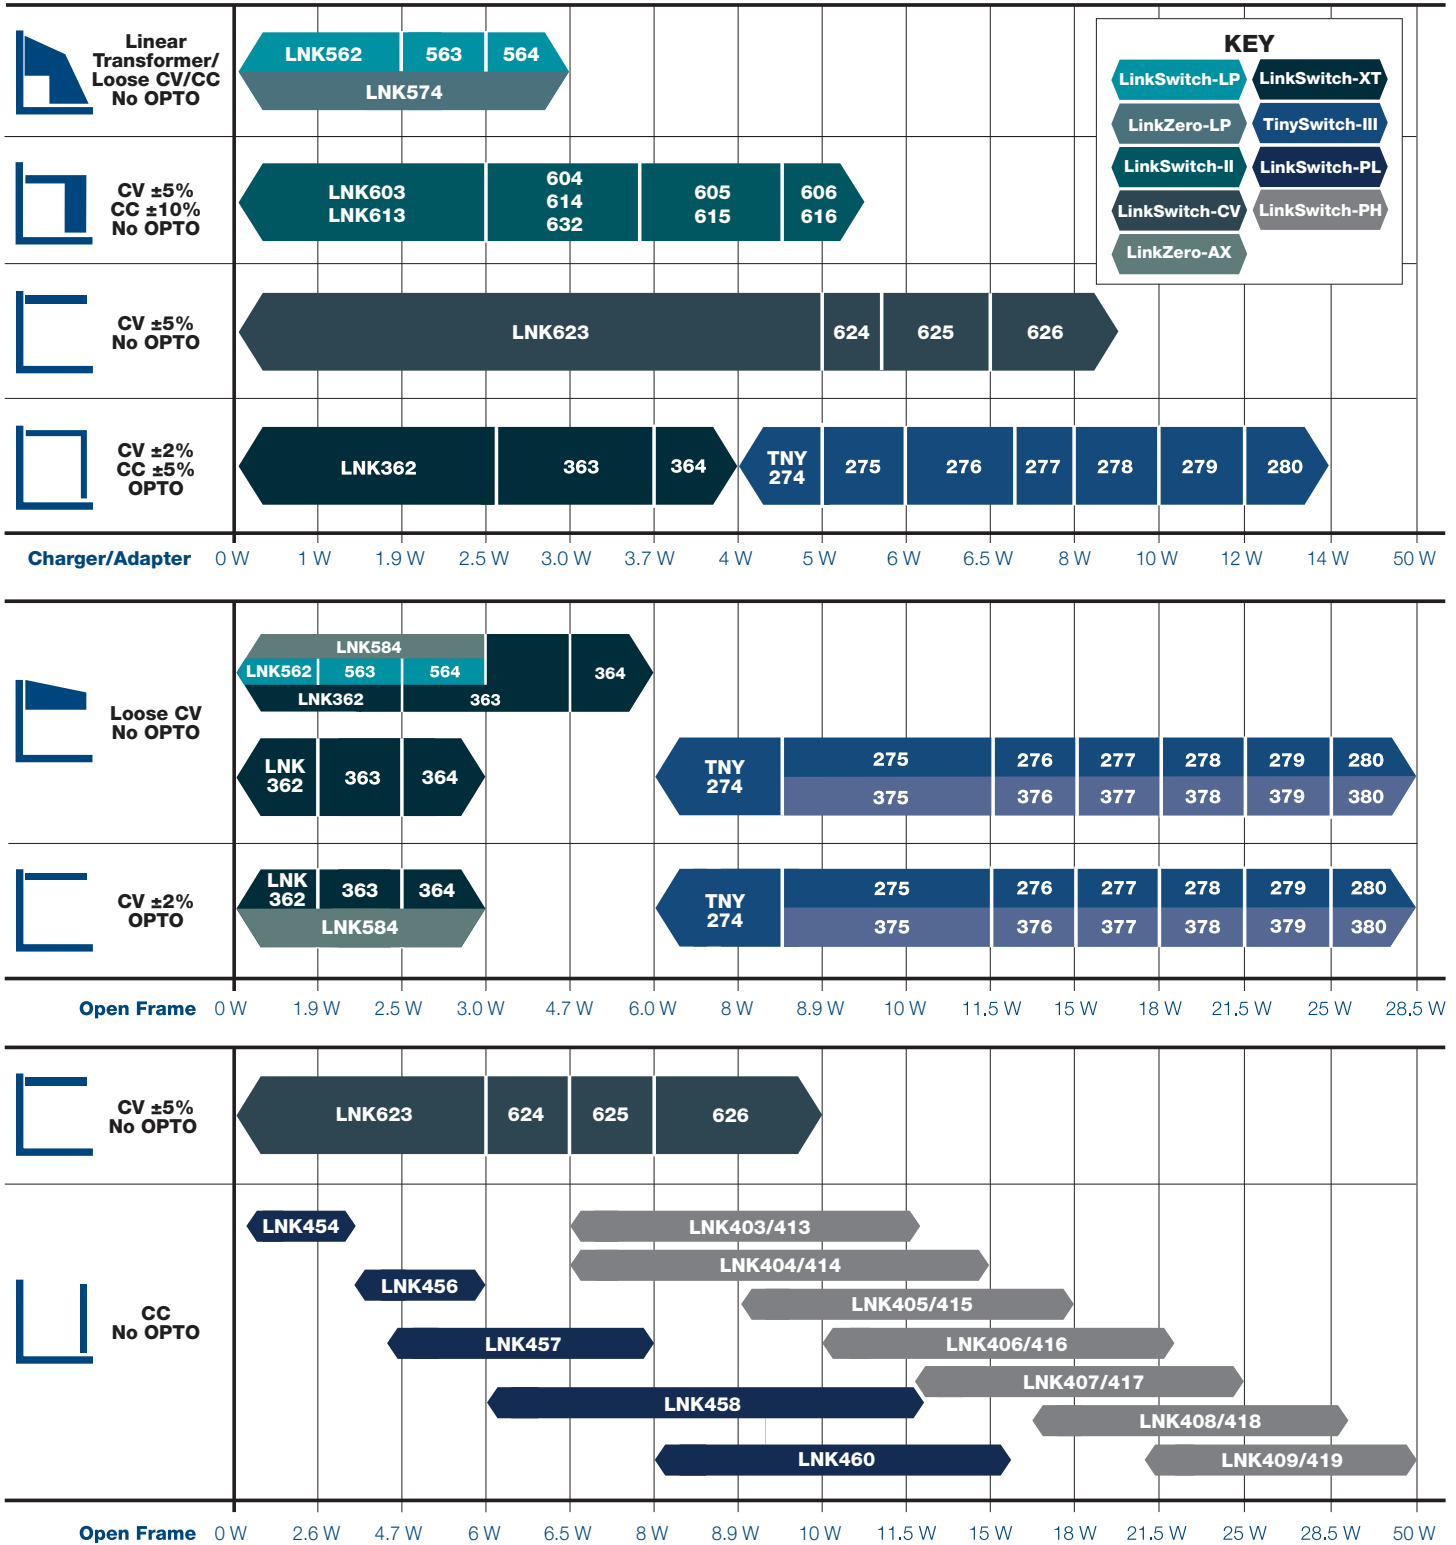 Linear
Transformer/
Loose CV/CC
No OPTO
LNK562 563 564
LNK574
KEY
LinkSwitch-LP LinkSwitch-XT
LinkZero-LP TinySwitch-III
LinkSwitch-II LinkSwitch-PL
LinkSwitch-CV LinkSwitch-PH
LinkZero-AX
CV ±5%
CC ±10%
No OPTO
LNK603
LNK613
604
614
632
605
615
606
616
CV ±5%
No OPTO
LNK623 624 625 626
CV ±2%
CC ±5%
OPTO
LNK362 363 364
TNY
274
275 276 277 278 279 280
Charger/Adapter 0 W 1 W 1.9 W 2.5 W 3.0 W 3.7 W 4 W 5 W 6 W 6.5 W 8 W 10 W 12 W 14 W 50 W
Loose CV
No OPTO
LNK584
LNK562 563 564
LNK362 363
364
LNK
362
363 364
TNY
274
275 276 277 278 279 280
375 376 377 378 379 380
CV ±2%
OPTO
LNK
362
363 364
LNK584
TNY
274
275 276 277 278 279 280
375 376 377 378 379 380
Open Frame 0 W 1.9 W 2.5 W 3.0 W 4.7 W 6.0 W 8 W 8.9 W 10 W 11.5 W 15 W 18 W 21.5 W 25 W 28.5 W
CV ±5%
No OPTO
LNK623 624 625 626
CC
No OPTO
LNK454 LNK403/413
LNK404/414
LNK456
LNK405/415
LNK457 LNK406/416
LNK407/417
LNK458
LNK408/418
LNK460 LNK409/419
Open Frame 0 W 2.6 W 4.7 W 6 W 6.5 W 8 W 8.9 W 10 W 11.5 W 15 W 18 W 21.5 W 25 W 28.5 W 50 W